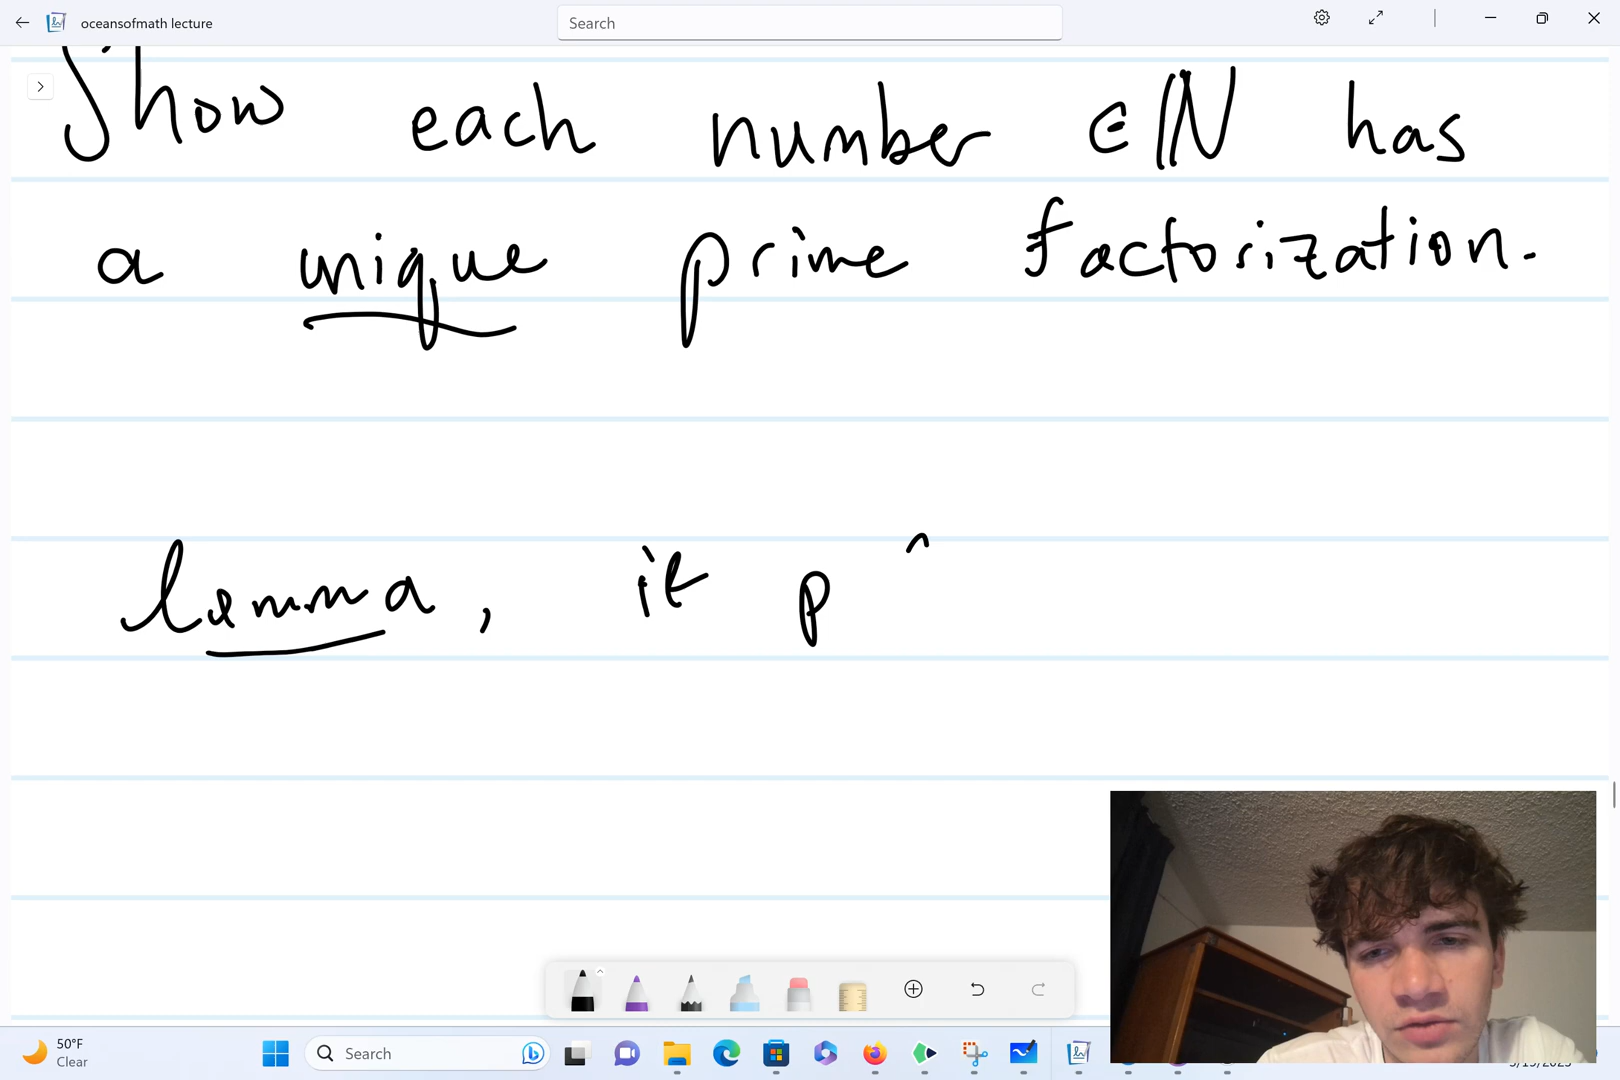 oceansofmath lecture
Search
Show each number ∈ ℕ has
a unique prime factorization.
lemma, if p
50°F
Clear
Search